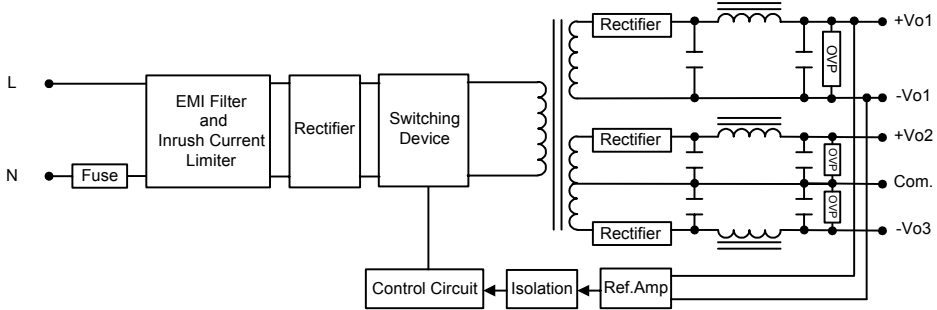 Rectifier
+Vo1
OVP
-Vo1
L
EMI Filter
and
Inrush Current
Limiter
Rectifier
Switching
Device
N
Fuse
Rectifier
+Vo2
OVP
Com.
OVP
Rectifier
-Vo3
Control Circuit
Isolation
Ref.Amp